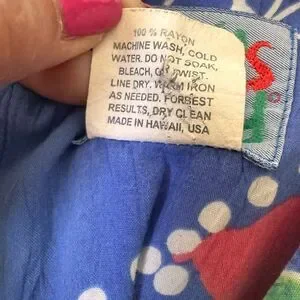 100 % RAYON
MACHINE WASH, COLD
WATER. DO NOT SOAK,
BLEACH, OR TWIST.
LINE DRY. WARM IRON
AS NEEDED. FOR BEST
RESULTS, DRY CLEAN
MADE IN HAWAII, USA